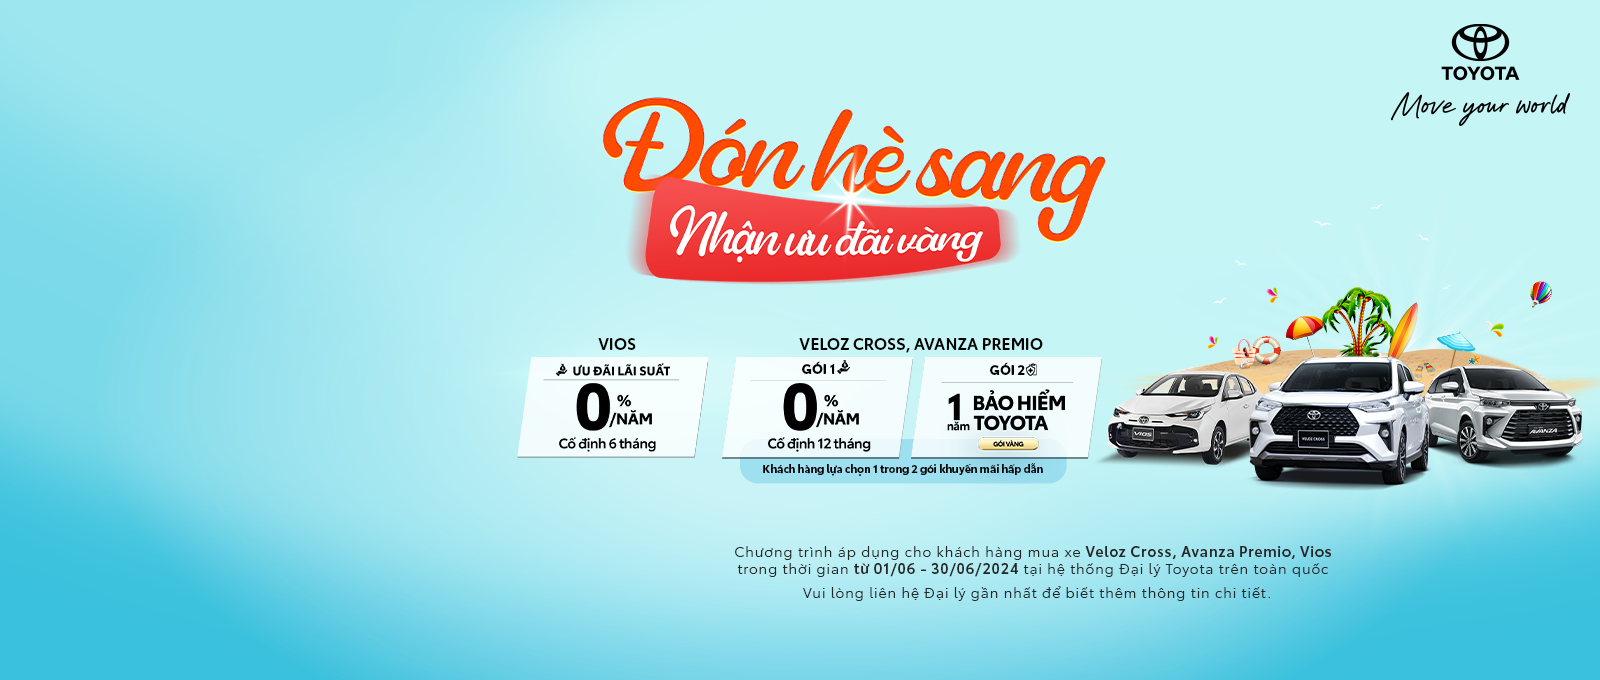 TOYOTA
Move your world
Đón hè sang
Nhận ưu đãi vàng
VIOS
ƯU ĐÃI LÃI SUẤT
0%/NĂM
Cố định 6 tháng
VELOZ CROSS, AVANZA PREMIO
GÓI 1
0%/NĂM
Cố định 12 tháng
GÓI 2
1 năm BẢO HIỂM
TOYOTA
GÓI VÀNG
Khách hàng lựa chọn 1 trong 2 gói khuyến mãi hấp dẫn
VIOS
VELOZ CROSS
AVANZA
Chương trình áp dụng cho khách hàng mua xe Veloz Cross, Avanza Premio, Vios
trong thời gian từ 01/06 - 30/06/2024 tại hệ thống Đại lý Toyota trên toàn quốc
Vui lòng liên hệ Đại lý gần nhất để biết thêm thông tin chi tiết.